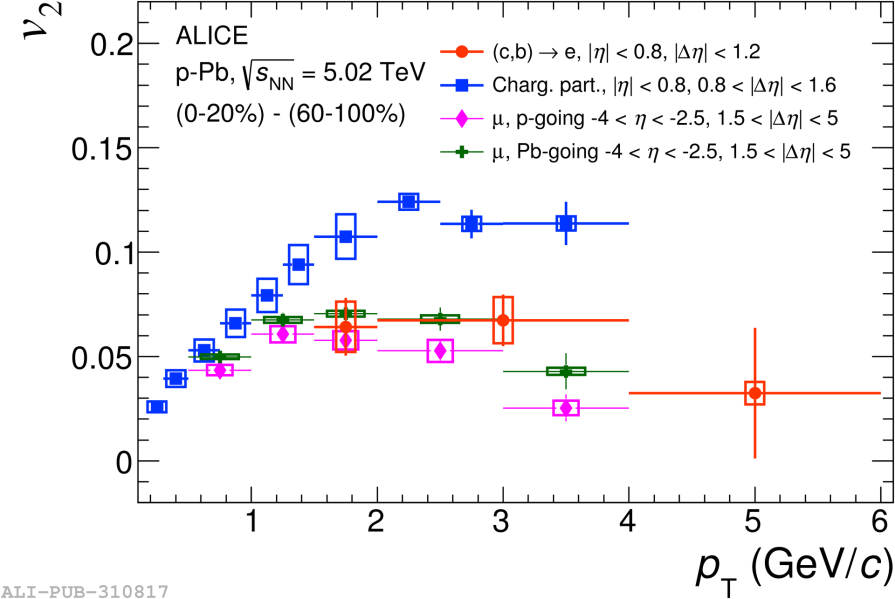 v2
0.2
0.15
0.1
0.05
0
ALICE
p-Pb, √sNN = 5.02 TeV
(0-20%) - (60-100%)
(c,b) → e, |η| < 0.8, |Δη| < 1.2
Charg. part., |η| < 0.8, 0.8 < |Δη| < 1.6
μ, p-going -4 < η < -2.5, 1.5 < |Δη| < 5
μ, Pb-going -4 < η < -2.5, 1.5 < |Δη| < 5
1 2 3 4 5 6
pT (GeV/c)
ALI-PUB-310817